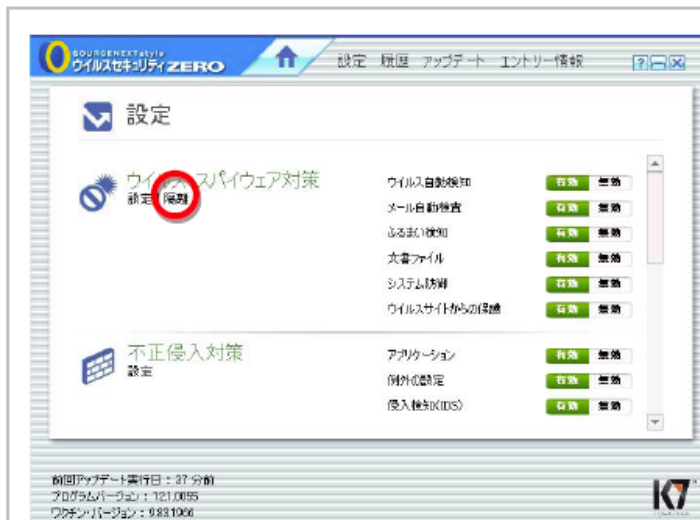 SOURCENEXT style
ウイルスセキュリティZERO
設定 履歴 アップデート エントリー情報
設定
ウイルス・スパイウェア対策
設定 隔離
ウイルス自動検知 有効 無効
メール自動検査 有効 無効
ふるまい検知 有効 無効
文書ファイル 有効 無効
システム防御 有効 無効
ウイルスサイトからの保護 有効 無効
不正侵入対策
設定
アプリケーション 有効 無効
例外の設定 有効 無効
侵入検知(IDS) 有効 無効
前回アップデート実行日:37 分前
プログラムバージョン:12.1.0055
ワクチン・バージョン:9.83.1966
K7